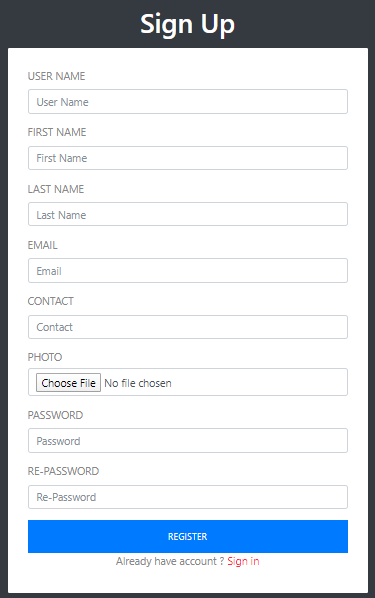 Sign Up
USER NAME
User Name
FIRST NAME
First Name
LAST NAME
Last Name
EMAIL
Email
CONTACT
Contact
PHOTO
Choose File No file chosen
PASSWORD
Password
RE-PASSWORD
Re-Password
REGISTER
Already have account ? Sign in